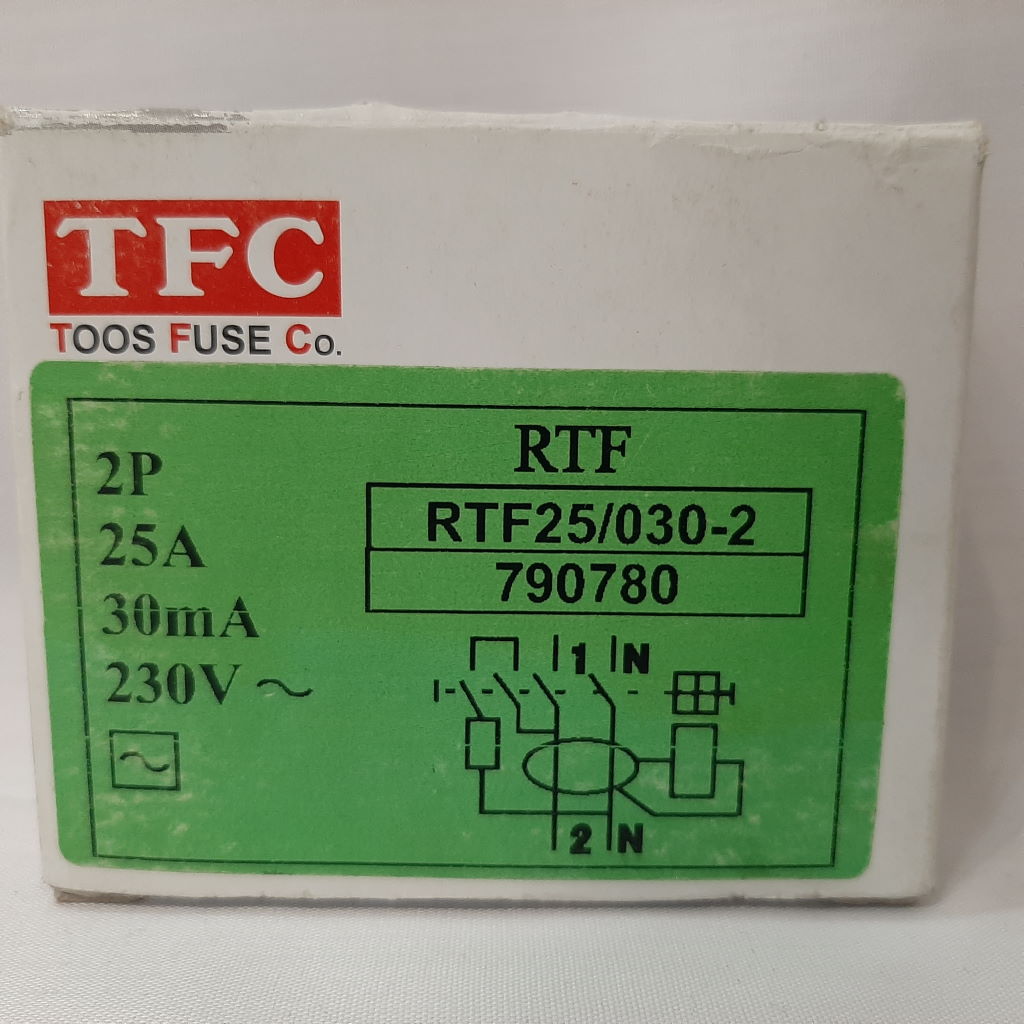 TFC
TOOS FUSE Co.
2P
25A
30mA
230V ~
RTF
RTF25/030-2
790780
1 N
2 N